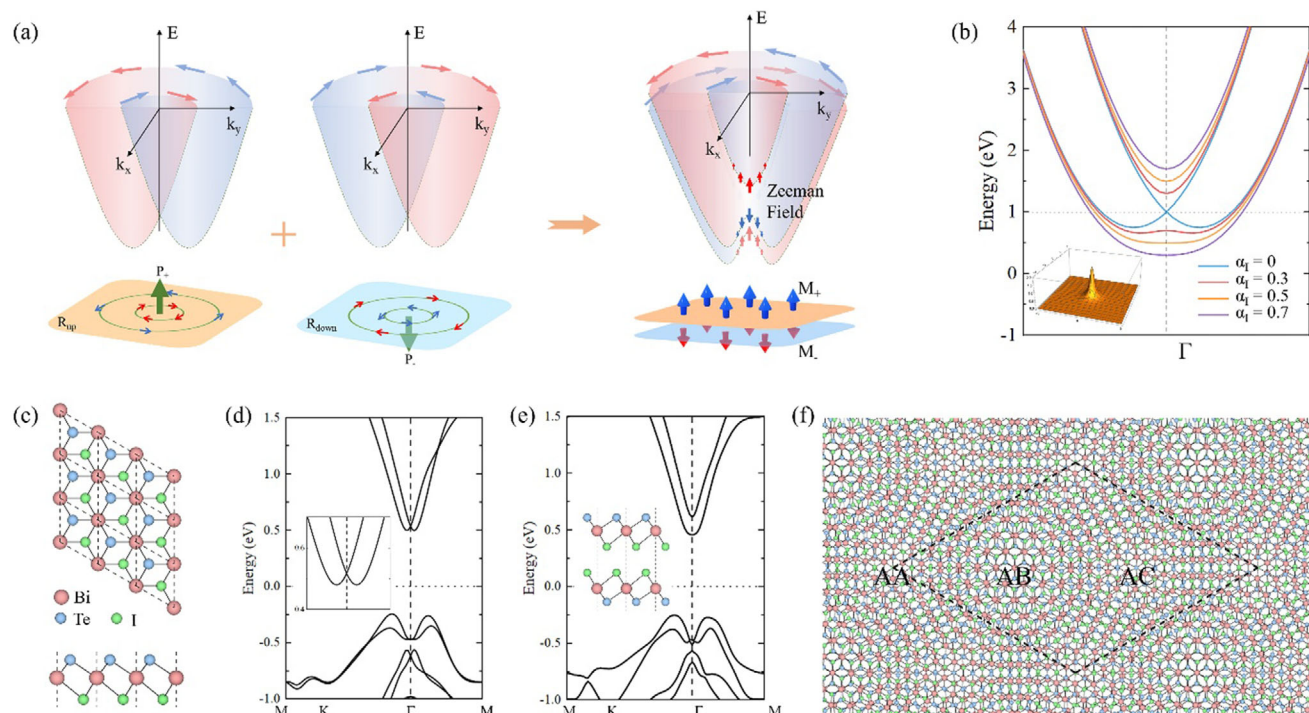 (a)
E
E
E
k_y
k_y
k_y
k_x
k_x
k_x
Zeeman
Field
P_+
R_up
P_-
R_down
M_+
M_-
(b)
4
3
2
1
0
-1
Energy (eV)
α_I = 0
α_I = 0.3
α_I = 0.5
α_I = 0.7
Γ
(c)
Bi
Te
I
(d)
1.5
1.0
0.5
0.0
-0.5
-1.0
Energy (eV)
0.6
0.4
M
K
Γ
M
(e)
1.5
1.0
0.5
0.0
-0.5
-1.0
Energy (eV)
M
K
Γ
M
(f)
AA
AB
AC